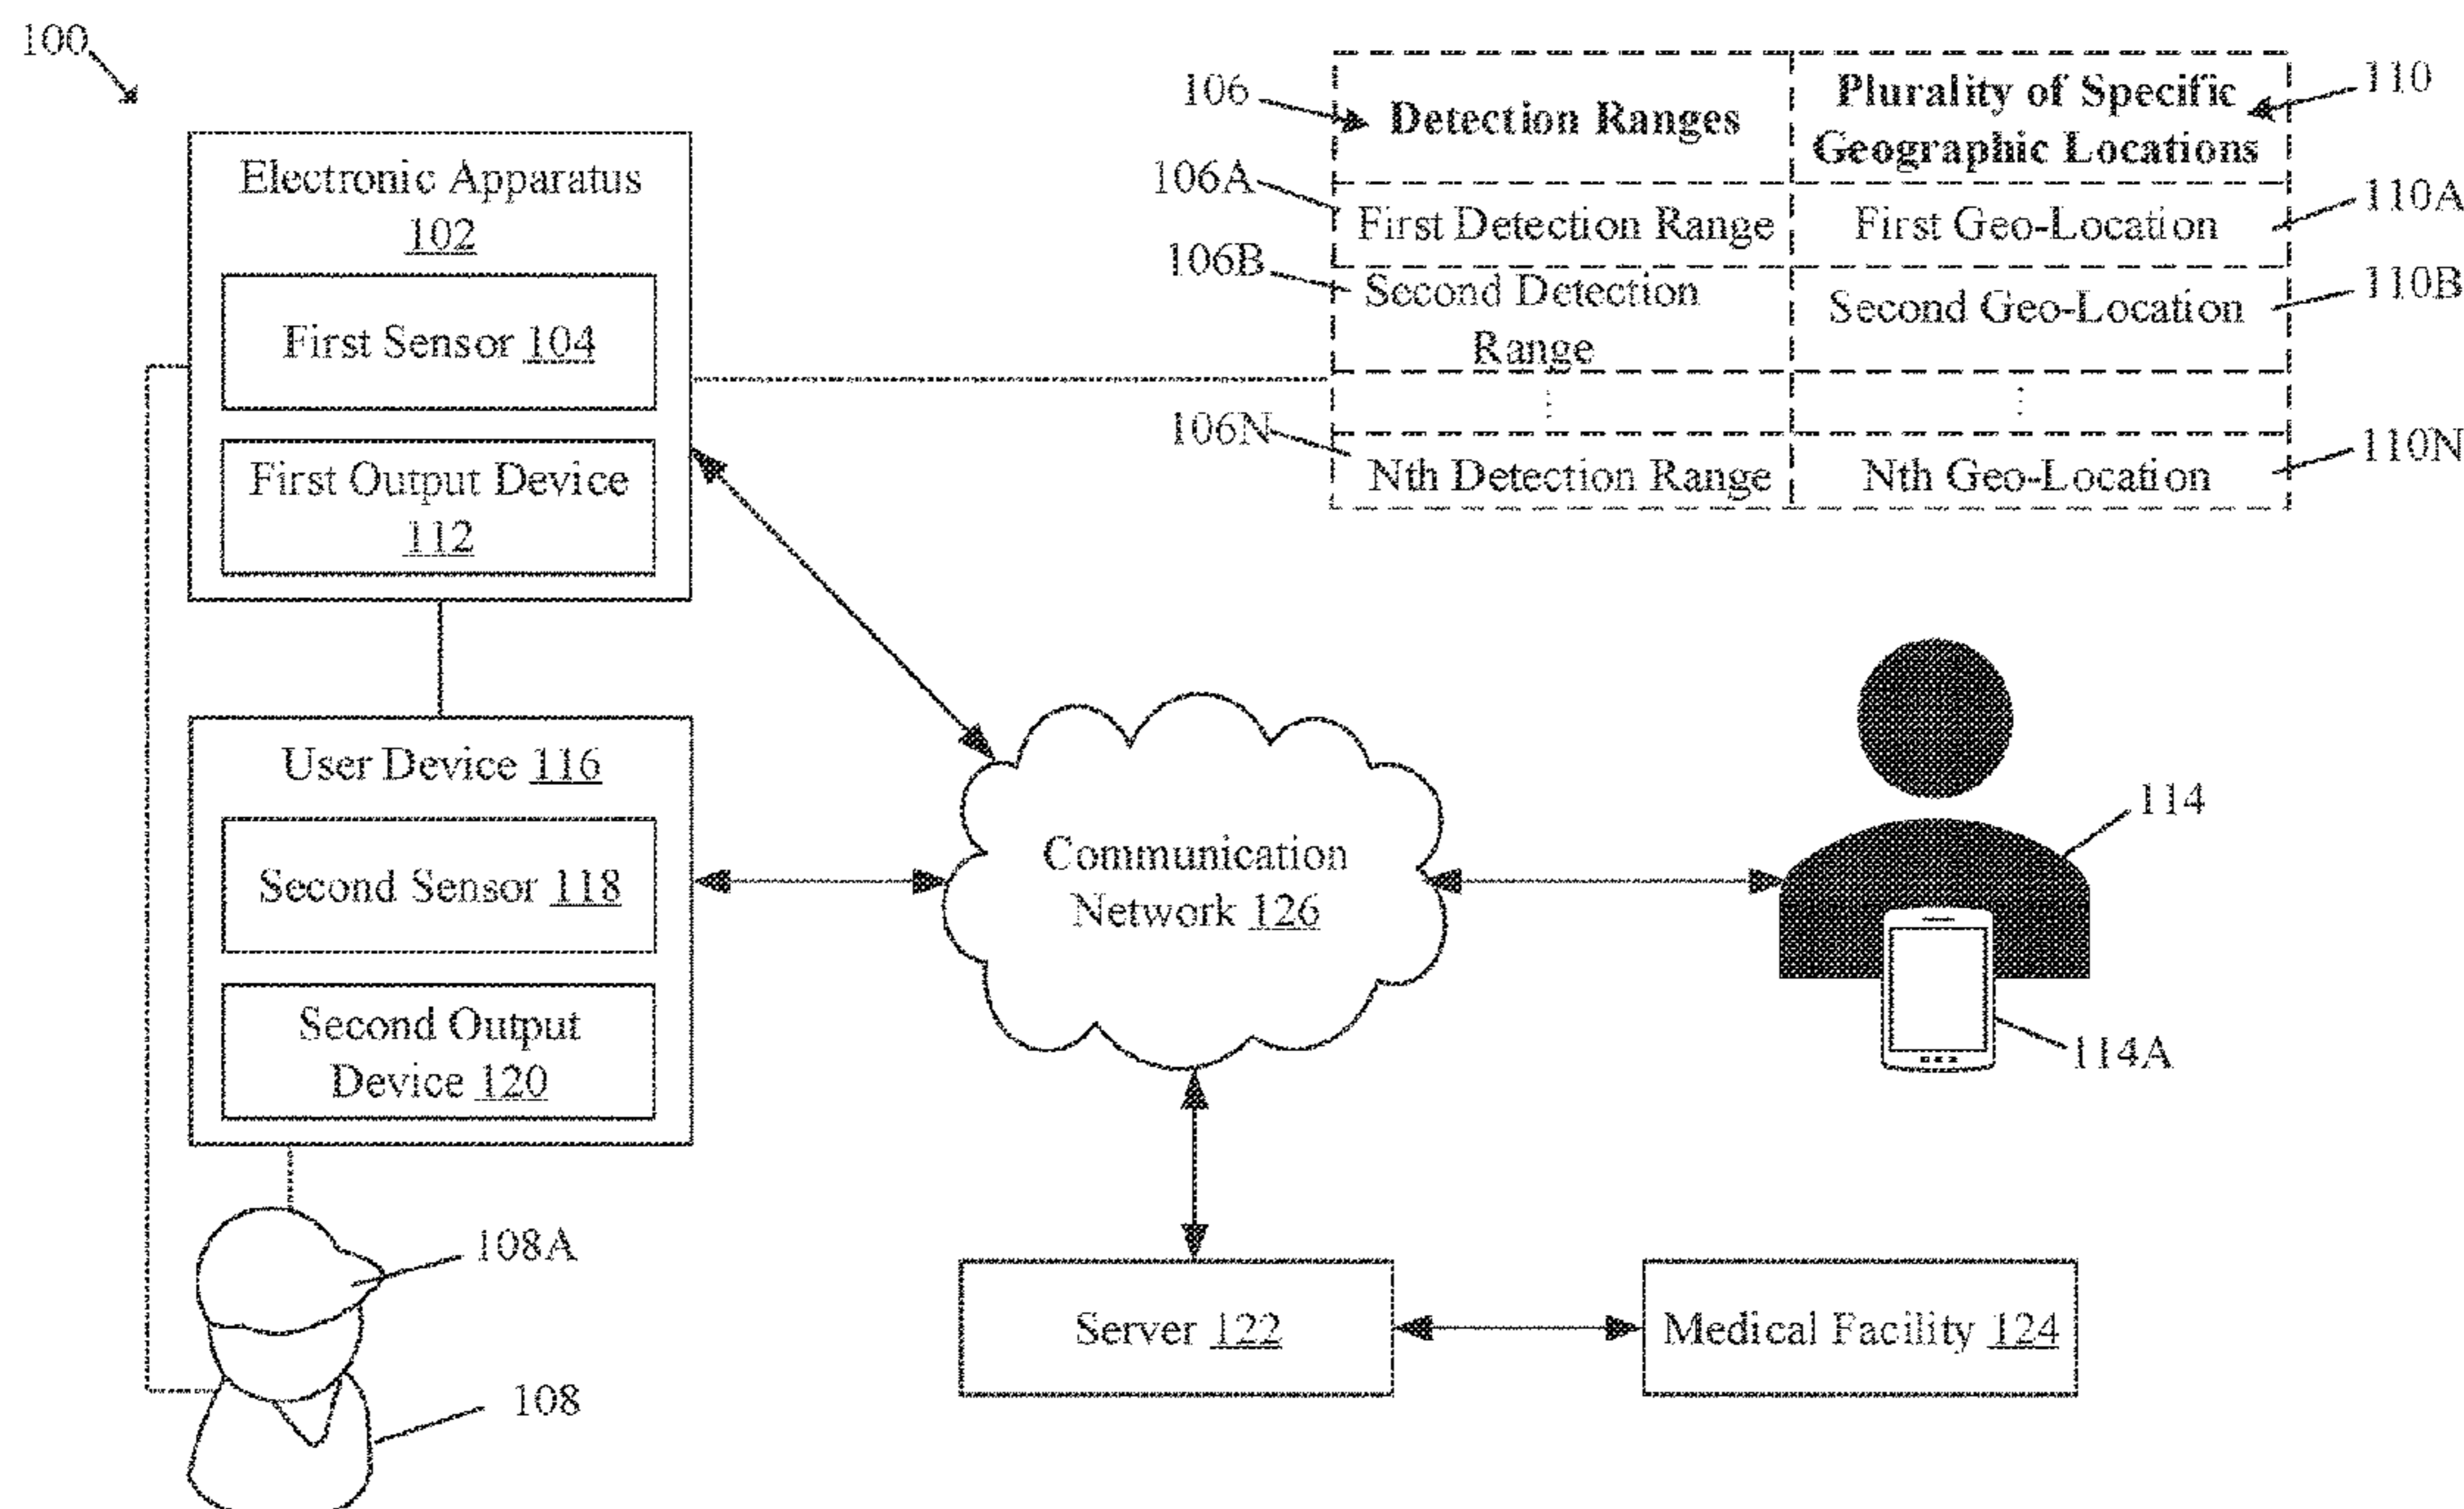 100
Electronic Apparatus
102
First Sensor 104
First Output Device
112
106
Detection Ranges
Plurality of Specific
Geographic Locations
110
106A
First Detection Range
First Geo-Location
110A
106B
Second Detection
Range
Second Geo-Location
110B
106N
Nth Detection Range
Nth Geo-Location
110N
User Device 116
Second Sensor 118
Second Output
Device 120
Communication
Network 126
114
114A
108A
108
Server 122
Medical Facility 124